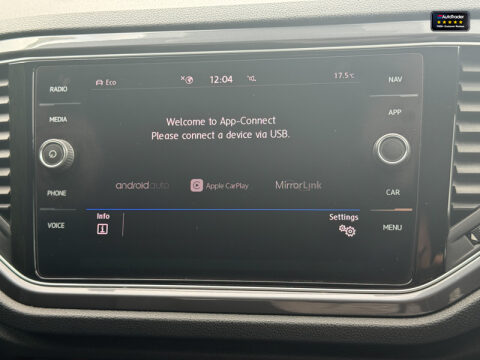 AutoTrader
RADIO
MEDIA
PHONE
VOICE
Eco
12:04
17.5°C
Welcome to App-Connect
Please connect a device via USB.
androidauto
Apple CarPlay
MirrorLink
Info
Settings
NAV
APP
CAR
MENU